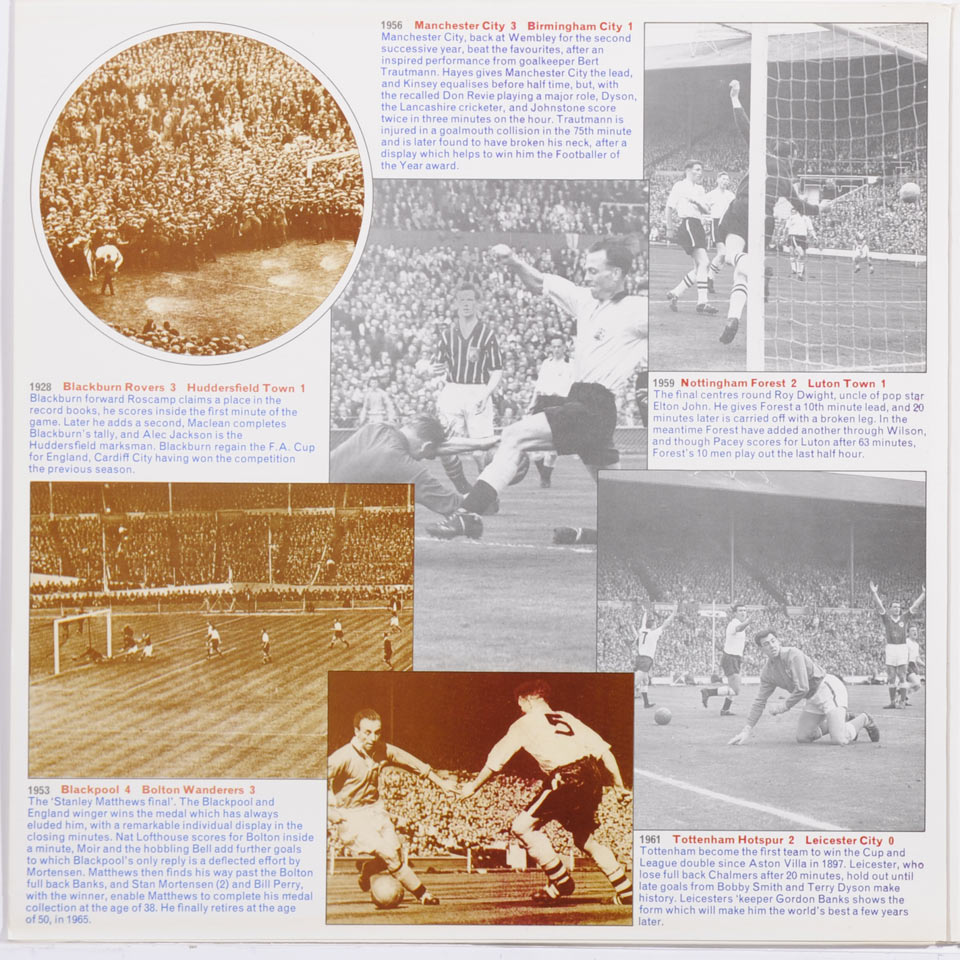 1956 Manchester City 3 Birmingham City 1
Manchester City, back at Wembley for the second
successive year, beat the favourites, after an
inspired performance from goalkeeper Bert
Trautmann. Hayes gives Manchester City the lead,
and Kinsey equalises before half time, but, with
the recalled Don Revie playing a major role, Dyson,
the Lancashire cricketer, and Johnstone score
twice in three minutes on the hour. Trautmann is
injured in a goalmouth collision in the 75th minute
and is later found to have broken his neck, after a
display which helps to win him the Footballer of
the Year award.
1928 Blackburn Rovers 3 Huddersfield Town 1
Blackburn forward Roscamp claims a place in the
record books, he scores inside the first minute of the
game. Later he adds a second, Maclean completes
Blackburn's tally, and Alec Jackson is the
Huddersfield marksman. Blackburn regain the F.A. Cup
for England, Cardiff City having won the competition
the previous season.
1959 Nottingham Forest 2 Luton Town 1
The final centres round Roy Dwight, uncle of pop star
Elton John. He gives Forest a 10th minute lead, and 20
minutes later is carried off with a broken leg. In the
meantime Forest have added another through Wilson,
and though Pacey scores for Luton after 63 minutes,
Forest's 10 men play out the last half hour.
1953 Blackpool 4 Bolton Wanderers 3
The 'Stanley Matthews final'. The Blackpool and
England winger wins the medal which has always
eluded him, with a remarkable individual display in the
closing minutes. Nat Lofthouse scores for Bolton inside
a minute, Moir and the hobbling Bell add further goals
to which Blackpool's only reply is a deflected effort by
Mortensen. Matthews then finds his way past the Bolton
full back Banks, and Stan Mortensen (2) and Bill Perry,
with the winner, enable Matthews to complete his medal
collection at the age of 38. He finally retires at the age
of 50, in 1965.
5
7
1961 Tottenham Hotspur 2 Leicester City 0
Tottenham become the first team to win the Cup and
League double since Aston Villa in 1897. Leicester, who
lose full back Chalmers after 20 minutes, hold out until
late goals from Bobby Smith and Terry Dyson make
history. Leicesters 'keeper Gordon Banks shows the
form which will make him the world's best a few years
later.